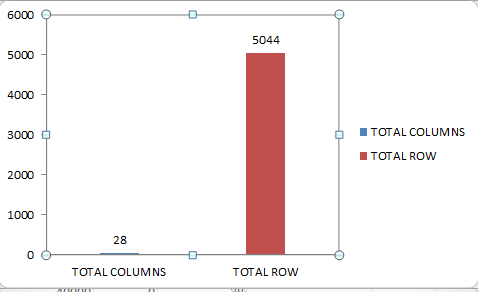 6000
5000
4000
3000
2000
1000
0
28
5044
TOTAL COLUMNS
TOTAL ROW
TOTAL COLUMNS
TOTAL ROW